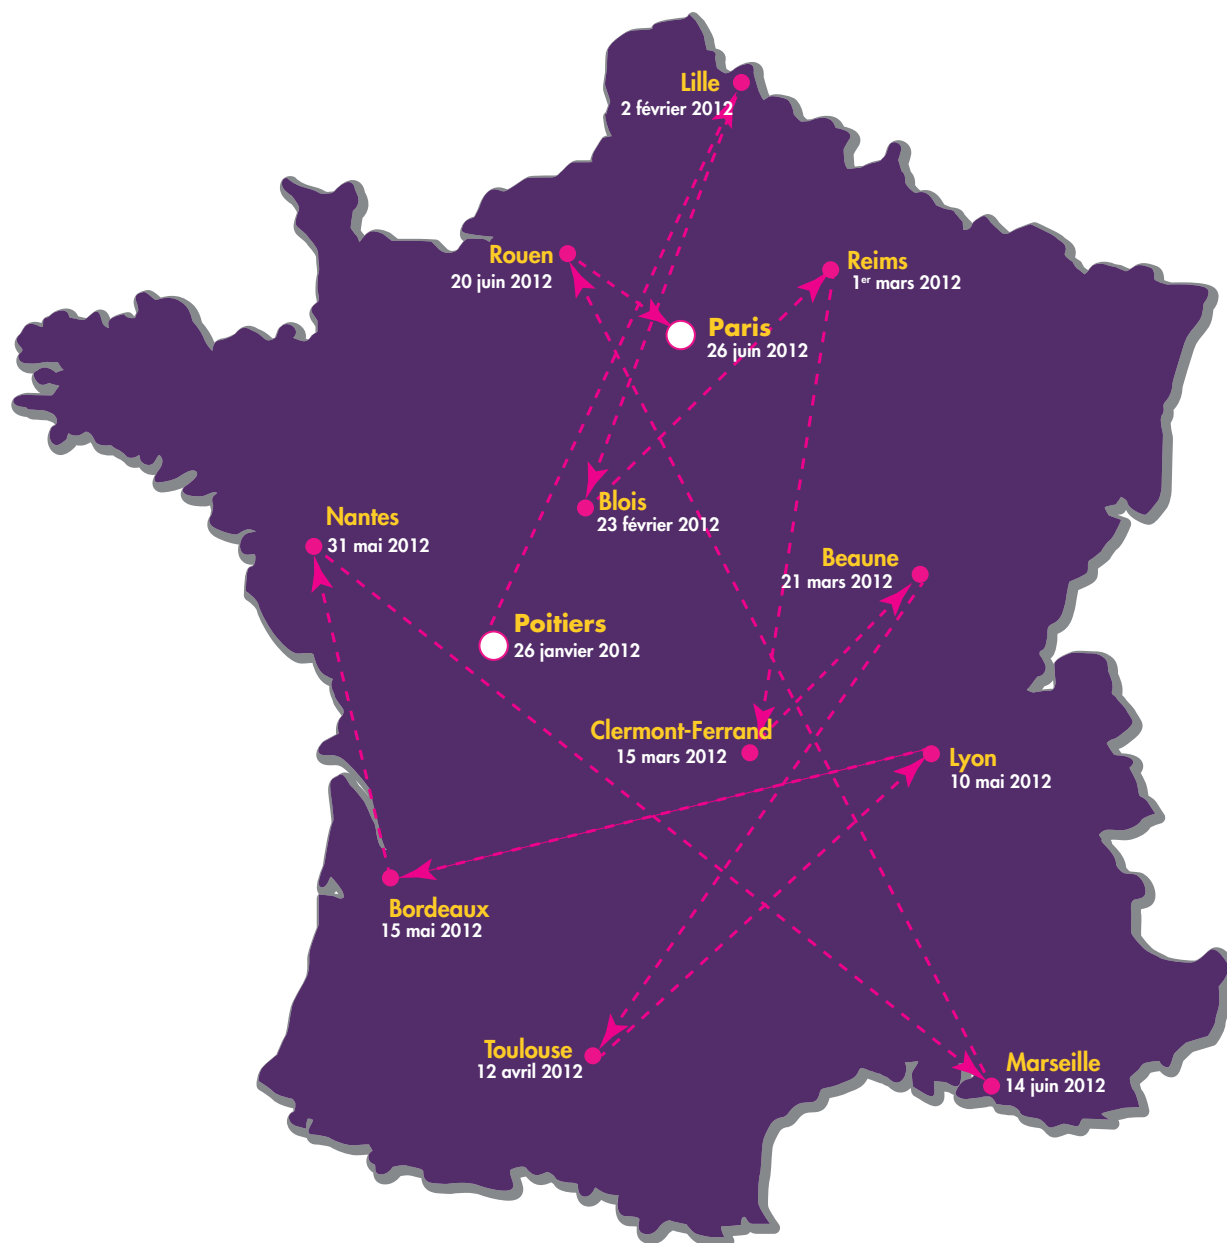 Lille
2 février 2012
Rouen
20 juin 2012
Reims
1er mars 2012
Paris
26 juin 2012
Blois
23 février 2012
Nantes
31 mai 2012
Beaune
21 mars 2012
Poitiers
26 janvier 2012
Clermont-Ferrand
15 mars 2012
Lyon
10 mai 2012
Bordeaux
15 mai 2012
Toulouse
12 avril 2012
Marseille
14 juin 2012